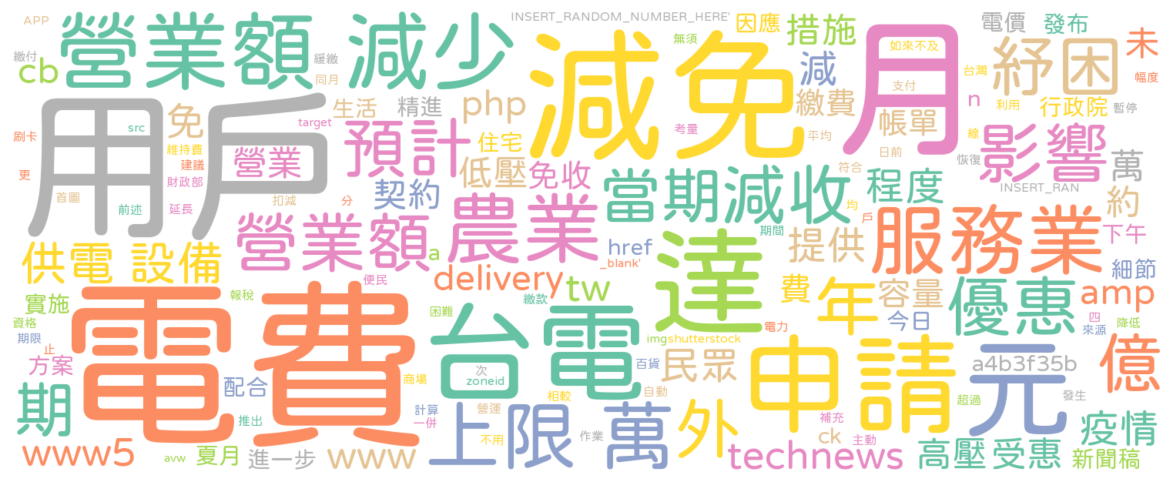 APP
營業額 減少
INSERT_RANDOM_NUMBER_HERE'
因應
措施
電價
發布
未
繳付
cb
緩繳
同月
無須
減免
減
月
如來不及
支付
台灣
紓困
幅度
利用
暫停
n
行政院
刷卡
用戶
src
免
生活
精進
php
繳費
帳單
target
維持費
建議
財政部
營業
預計
住宅
考量
平均
日前
線
恢復
影響
萬
更
首圖
前述
延長
扣減
分
契約
低壓
免收
當期減收
符合
程度
INSERT_RAN
約
均
戶
供電 設備
營業額
a
農業
href
_blank'
達
期間
提供
服務業
下午
細節
便民
delivery
tw
繳款
費
年
容量
優惠
amp
實施
報稅
資格
期限
止
電費
困難
台電
今日
電力
四
來源
降低
方案
img
shutterstock
億
期
配合
商場
次
zoneid
百貨
民眾
申請
元
a4b3f35b
自動
相較
超過
發生
推出
計算
一併
營運
上限
萬
外
補充
疫情
www5
avw
夏月
進一步
www
不用
作業
technews
ck
主動
高壓
受惠
新聞稿